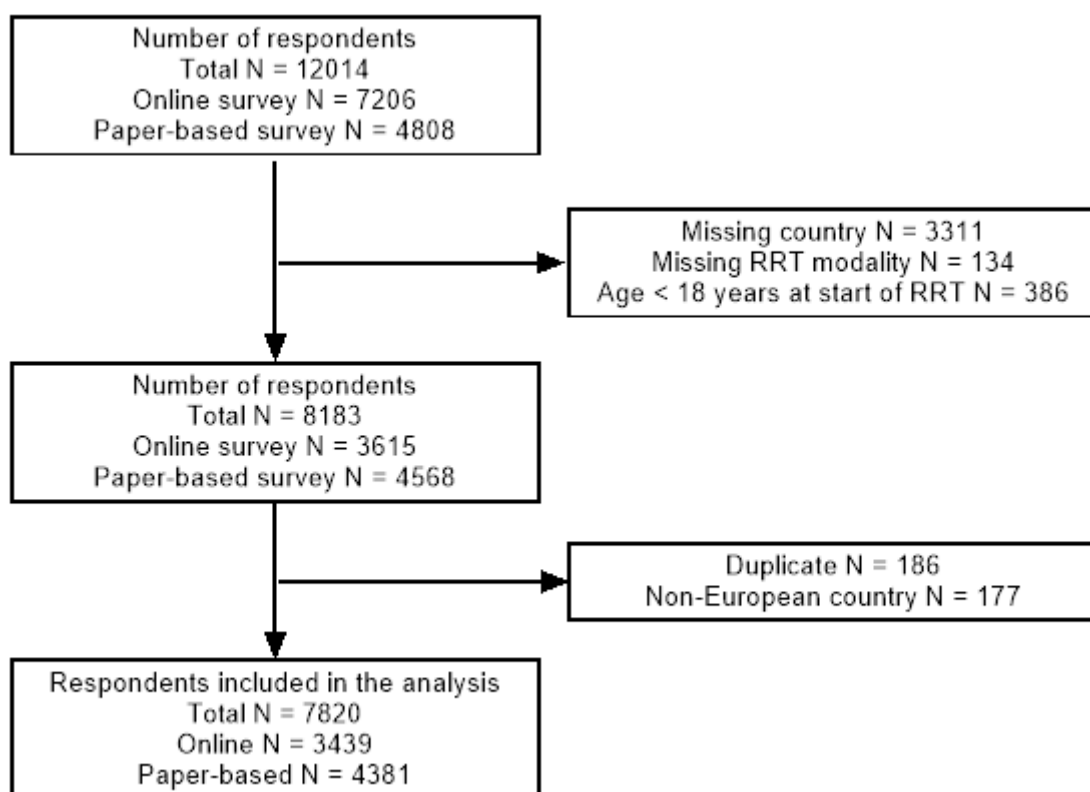 Number of respondents
Total N = 12014
Online survey N = 7206
Paper-based survey N = 4808
Missing country N = 3311
Missing RRT modality N = 134
Age < 18 years at start of RRT N = 386
Number of respondents
Total N = 8183
Online survey N = 3615
Paper-based survey N = 4568
Duplicate N = 186
Non-European country N = 177
Respondents included in the analysis
Total N = 7820
Online N = 3439
Paper-based N = 4381